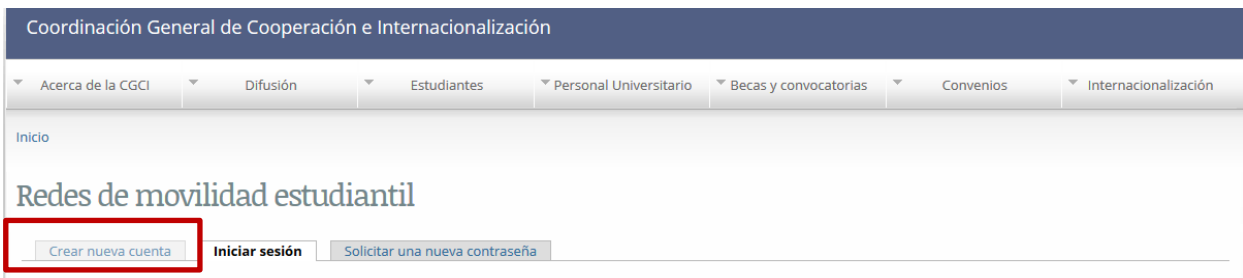 Coordinación General de Cooperación e Internacionalización
Acerca de la CGCI Difusión Estudiantes Personal Universitario Becas y convocatorias Convenios Internacionalización
Inicio
Redes de movilidad estudiantil
Crear nueva cuenta Iniciar sesión Solicitar una nueva contraseña